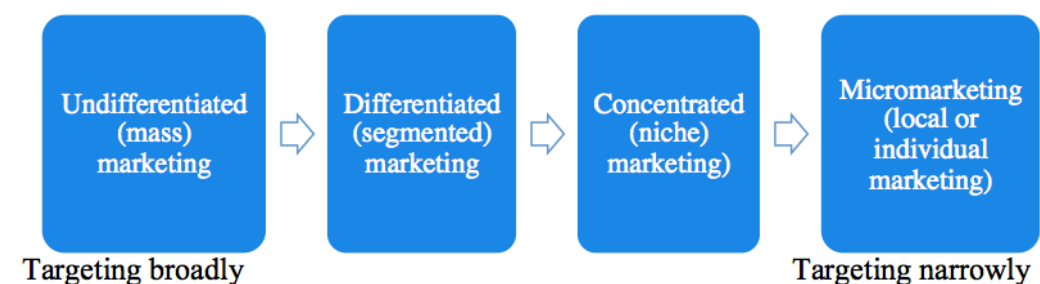 Undifferentiated
(mass)
marketing
Differentiated
(segmented)
marketing
Concentrated
(niche)
marketing)
Micromarketing
(local or
individual
marketing)
Targeting broadly
Targeting narrowly